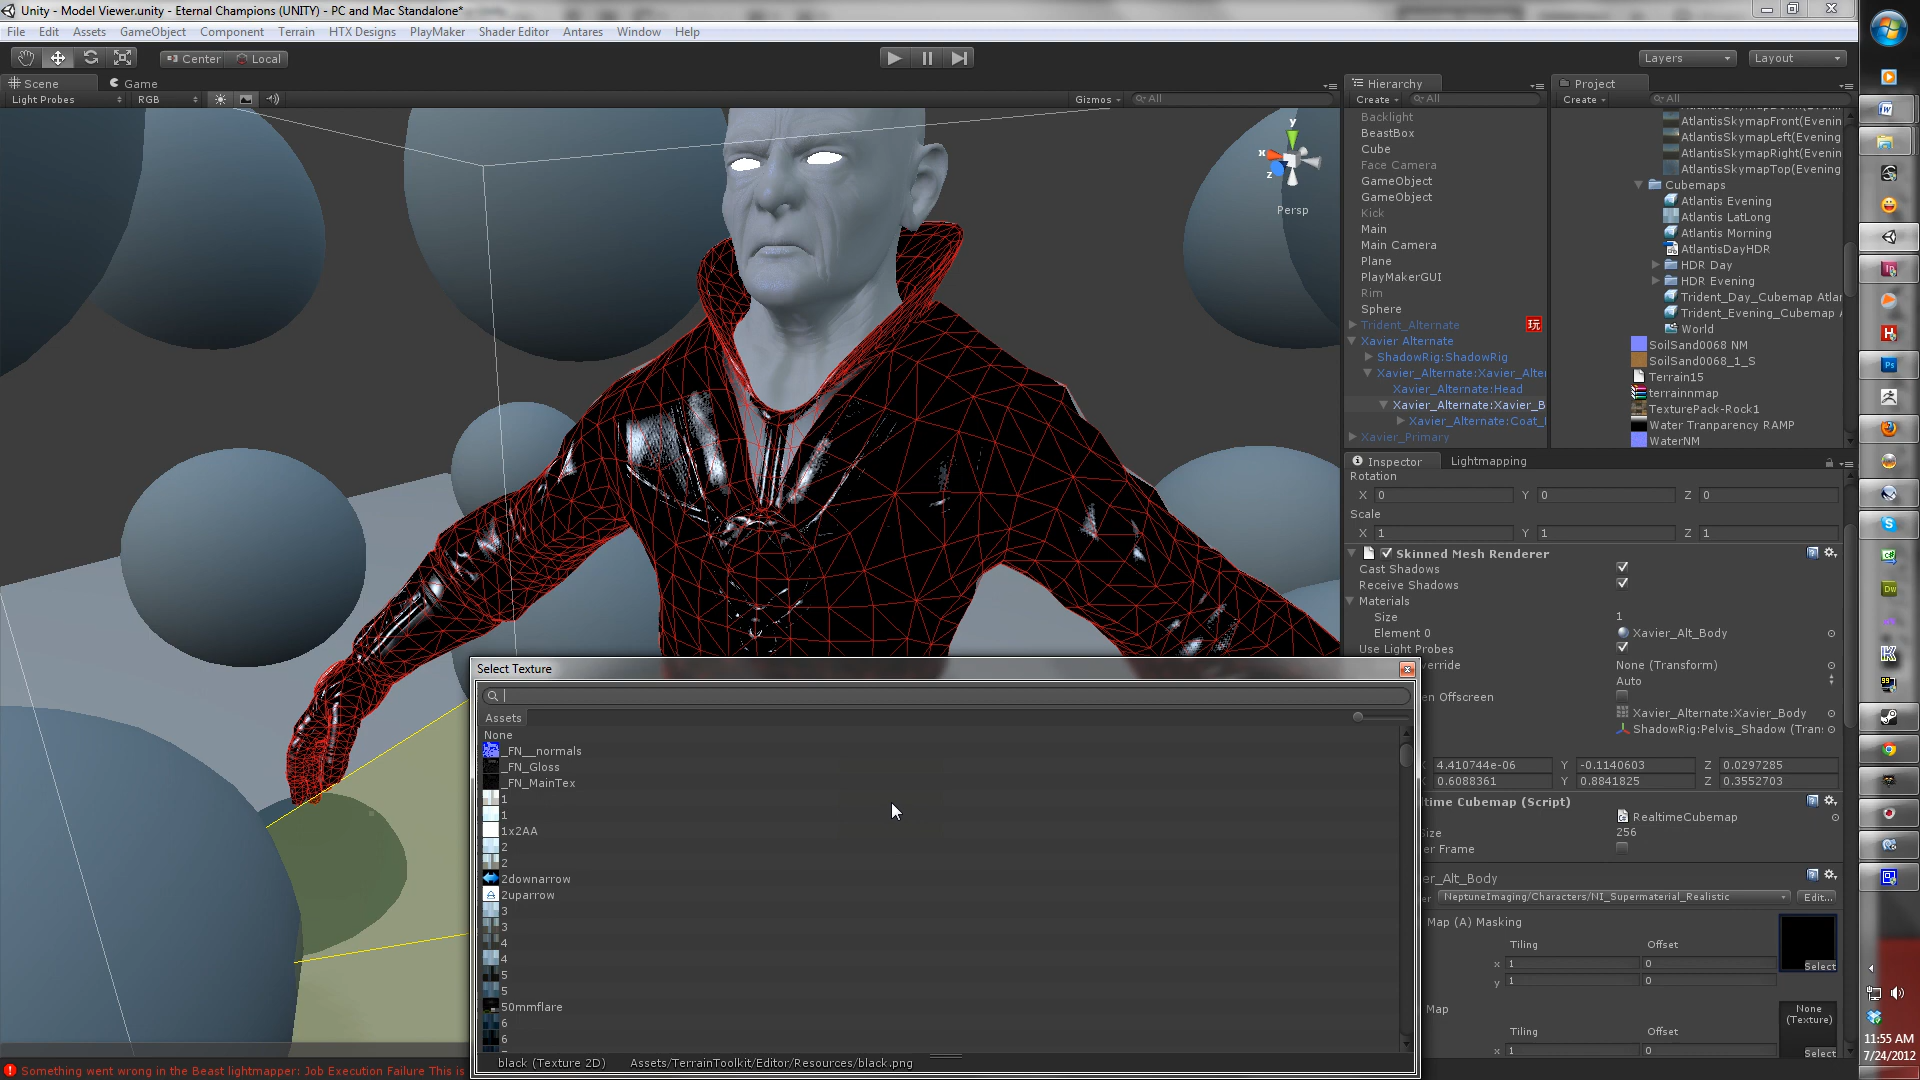 Unity - Model Viewer.unity - Eternal Champions (UNITY) - PC and Mac Standalone*
File Edit Assets GameObject Component Terrain HTX Designs PlayMaker Shader Editor Antares Window Help
Center Local
Layers Layout
Scene Game
Light Probes RGB
Gizmos All
Persp
x y z
Hierarchy
Create All
Backlight
BeastBox
Cube
Face Camera
GameObject
GameObject
Kick
Main
Main Camera
Plane
PlayMakerGUI
Rim
Sphere
Trident_Alternate 玩
Xavier Alternate
ShadowRig:ShadowRig
Xavier_Alternate:Xavier_Alte
Xavier_Alternate:Head
Xavier_Alternate:Xavier_B
Xavier_Alternate:Coat_
Xavier_Primary
Project
Create All
AtlantisSkymapFront(Evenin
AtlantisSkymapLeft(Evening
AtlantisSkymapRight(Evenin
AtlantisSkymapTop(Evening
Cubemaps
Atlantis Evening
Atlantis LatLong
Atlantis Morning
AtlantisDayHDR
HDR Day
HDR Evening
Trident_Day_Cubemap Atla
Trident_Evening_Cubemap
World
SoilSand0068 NM
SoilSand0068_1_S
Terrain15
terrainnmap
TexturePack-Rock1
Water Tranparency RAMP
WaterNM
Inspector Lightmapping
Rotation
X 0 Y 0 Z 0
Scale
X 1 Y 1 Z 1
Skinned Mesh Renderer
Cast Shadows
Receive Shadows
Materials
Size 1
Element 0 Xavier_Alt_Body
Use Light Probes
erride None (Transform)
Auto
en Offscreen
Xavier_Alternate:Xavier_Body
ShadowRig:Pelvis_Shadow (Tran
4.410744e-06 Y -0.1140603 Z 0.0297285
0.6088361 Y 0.8841825 Z 0.3552703
ltime Cubemap (Script)
RealtimeCubemap
ize 256
er Frame
er_Alt_Body
er NeptuneImaging/Characters/NI_Supermaterial_Realistic Edit...
Map (A) Masking
Tiling Offset
x 1 0
y 1 0
Select
Map
None
(Texture)
Tiling Offset
x 1 0
Select
Select Texture
Assets
None
_FN__normals
_FN_Gloss
_FN_MainTex
1
1
1x2AA
2
2
2downarrow
2uparrow
3
3
4
4
5
5
50mmflare
6
6
black (Texture 2D) Assets/TerrainToolkit/Editor/Resources/black.png
Something went wrong in the Beast lightmapper: Job Execution Failure This is
11:55 AM
7/24/2012